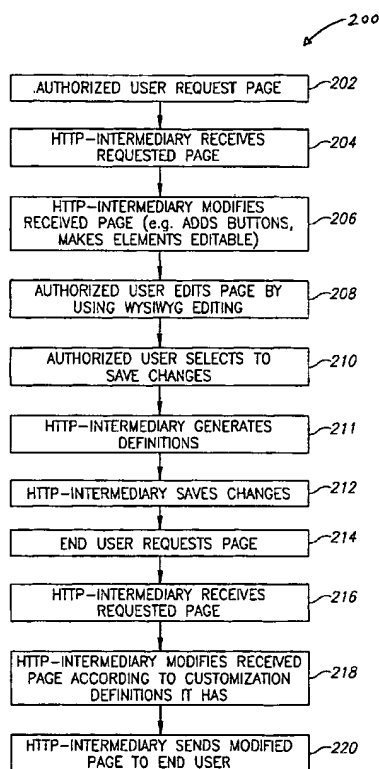 200
AUTHORIZED USER REQUEST PAGE
202
HTTP-INTERMEDIARY RECEIVES
REQUESTED PAGE
204
HTTP-INTERMEDIARY MODIFIES
RECEIVED PAGE (e.g. ADDS BUTTONS,
MAKES ELEMENTS EDITABLE)
206
AUTHORIZED USER EDITS PAGE BY
USING WYSIWYG EDITING
208
AUTHORIZED USER SELECTS TO
SAVE CHANGES
210
HTTP-INTERMEDIARY GENERATES
DEFINITIONS
211
HTTP-INTERMEDIARY SAVES CHANGES
212
END USER REQUESTS PAGE
214
HTTP-INTERMEDIARY RECEIVES
REQUESTED PAGE
216
HTTP-INTERMEDIARY MODIFIES RECEIVED
PAGE ACCORDING TO CUSTOMIZATION
DEFINITIONS IT HAS
218
HTTP-INTERMEDIARY SENDS MODIFIED
PAGE TO END USER
220